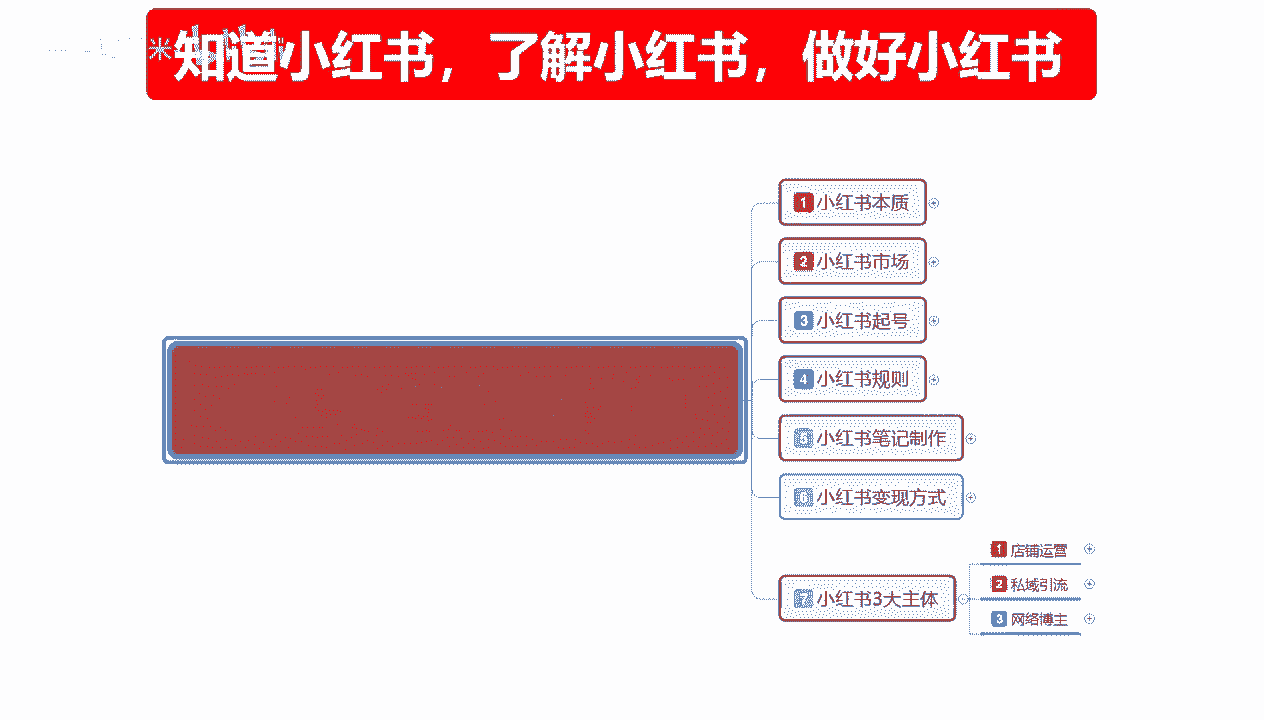 知道小红书，了解小红书，做好小红书
1 小红书本质
2 小红书市场
3 小红书起号
4 小红书规则
5 小红书笔记制作
6 小红书变现方式
7 小红书3大主体
1 店铺运营
2 私域引流
3 网络博主